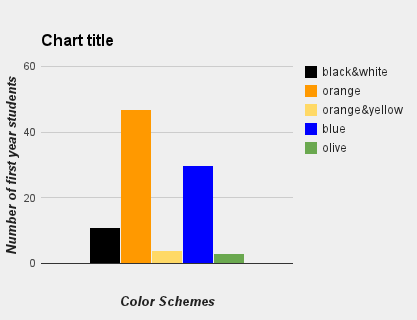 Chart title
Number of first year students
60
40
20
0
black&white
orange
orange&yellow
blue
olive
Color Schemes